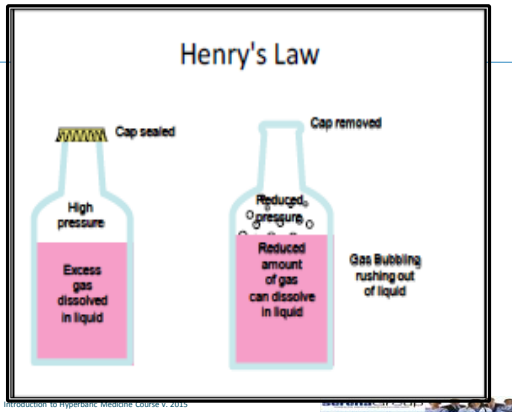 Henry's Law
Cap sealed
Cap removed
High
pressure
Reduced
pressure
Excess
gas
dissolved
in liquid
Reduced
amount
of gas
can dissolve
in liquid
Gas Bubbling
rushing out
of liquid
Introduction to Hyperbaric Medicine Course v. 2015